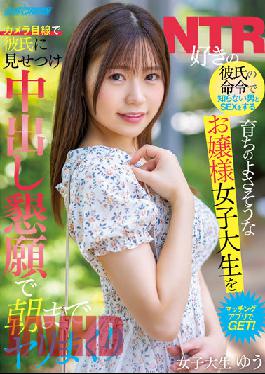 NTR
好きの
彼氏の命令で
知らない男と
SEXをする
育ちのよさそうな
お嬢様女子大生を
マッチング
アプリで
GET!
カメラ目線で
彼氏に
見せつけ
中出し懇願で
朝まで
女子大生 ゆう